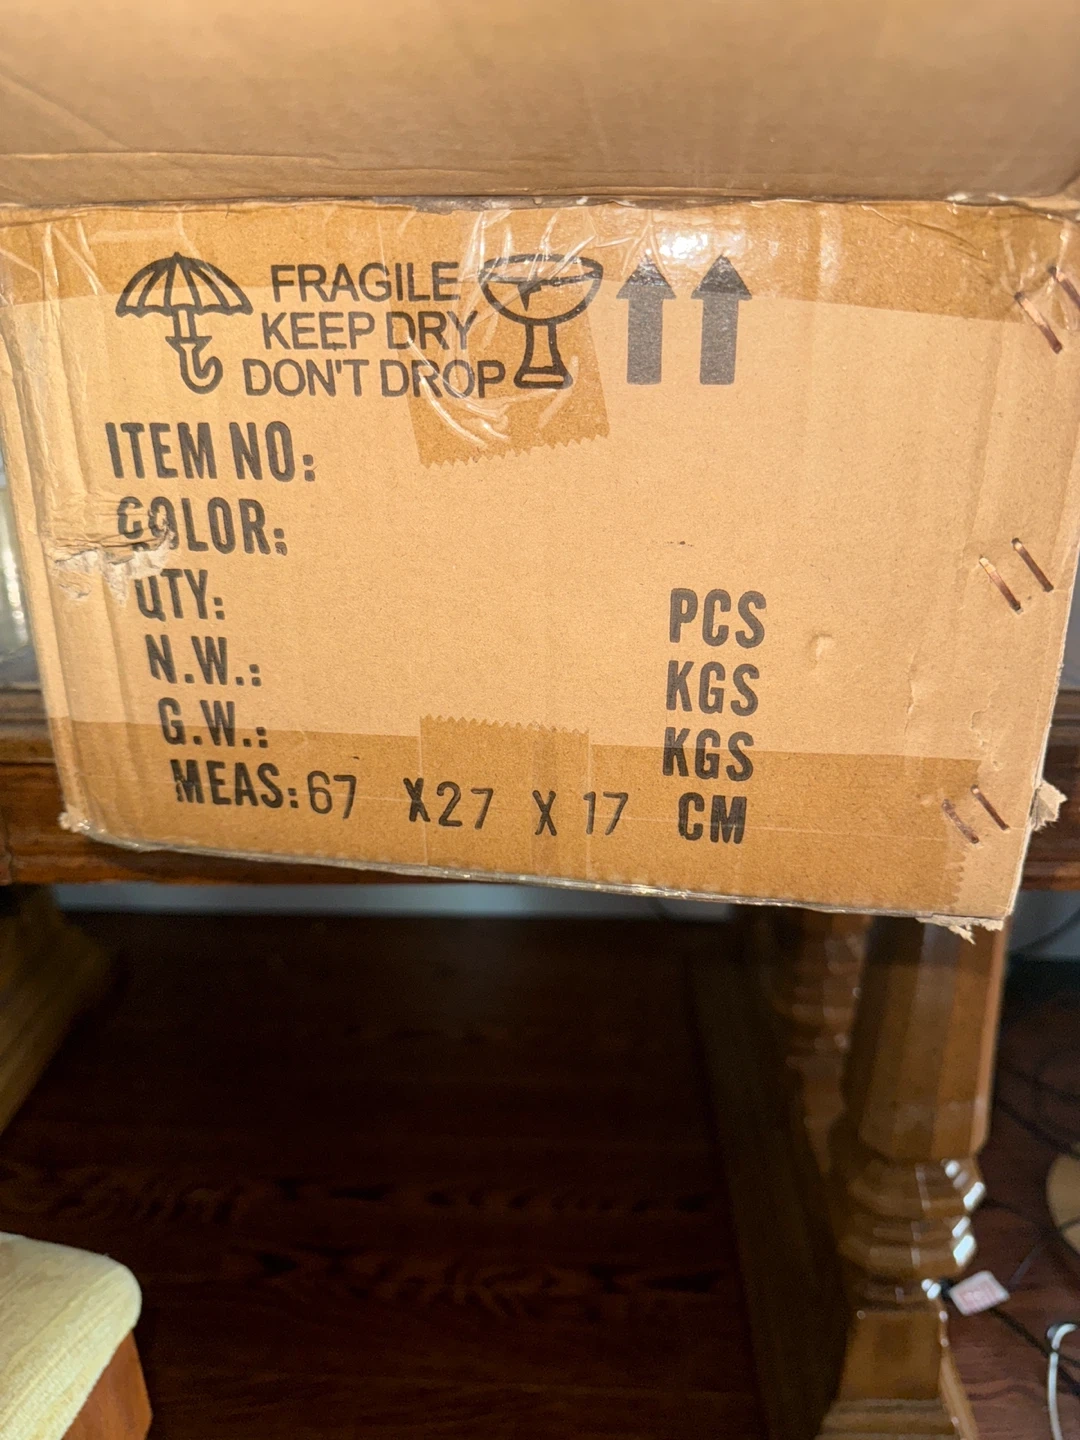 FRAGILE
KEEP DRY
DON'T DROP
ITEM NO:
COLOR:
QTY: PCS
N.W.: KGS
G.W.: KGS
MEAS: 67 X 27 X 17 CM